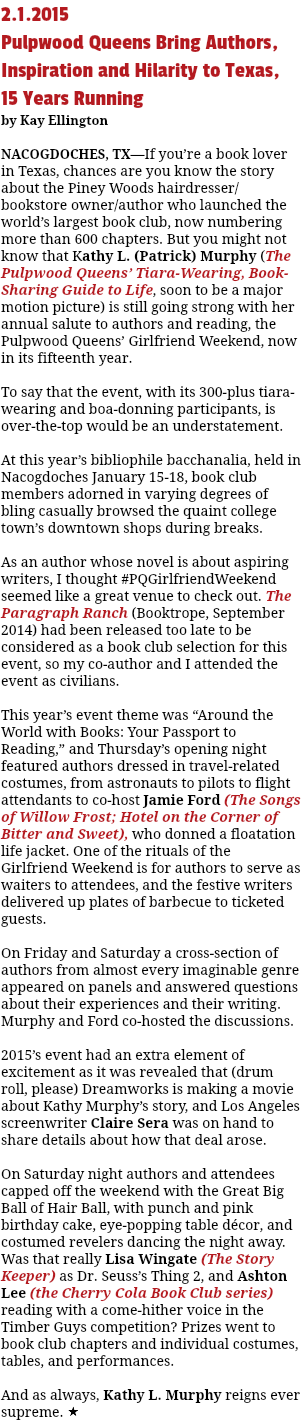 2.1.2015
Pulpwood Queens Bring Authors,
Inspiration and Hilarity to Texas,
15 Years Running
by Kay Ellington
NACOGDOCHES, TX—If you’re a book lover
in Texas, chances are you know the story
about the Piney Woods hairdresser/
bookstore owner/author who launched the
world’s largest book club, now numbering
more than 600 chapters. But you might not
know that Kathy L. (Patrick) Murphy (The
Pulpwood Queens’ Tiara-Wearing, Book-
Sharing Guide to Life, soon to be a major
motion picture) is still going strong with her
annual salute to authors and reading, the
Pulpwood Queens’ Girlfriend Weekend, now
in its fifteenth year.
To say that the event, with its 300-plus tiara-
wearing and boa-donning participants, is
over-the-top would be an understatement.
At this year’s bibliophile bacchanalia, held in
Nacogdoches January 15-18, book club
members adorned in varying degrees of
bling casually browsed the quaint college
town’s downtown shops during breaks.
As an author whose novel is about aspiring
writers, I thought #PQGirlfriendWeekend
seemed like a great venue to check out. The
Paragraph Ranch (Booktrope, September
2014) had been released too late to be
considered as a book club selection for this
event, so my co-author and I attended the
event as civilians.
This year’s event theme was “Around the
World with Books: Your Passport to
Reading,” and Thursday’s opening night
featured authors dressed in travel-related
costumes, from astronauts to pilots to flight
attendants to co-host Jamie Ford (The Songs
of Willow Frost; Hotel on the Corner of
Bitter and Sweet), who donned a floatation
life jacket. One of the rituals of the
Girlfriend Weekend is for authors to serve as
waiters to attendees, and the festive writers
delivered up plates of barbecue to ticketed
guests.
On Friday and Saturday a cross-section of
authors from almost every imaginable genre
appeared on panels and answered questions
about their experiences and their writing.
Murphy and Ford co-hosted the discussions.
2015’s event had an extra element of
excitement as it was revealed that (drum
roll, please) Dreamworks is making a movie
about Kathy Murphy’s story, and Los Angeles
screenwriter Claire Sera was on hand to
share details about how that deal arose.
On Saturday night authors and attendees
capped off the weekend with the Great Big
Ball of Hair Ball, with punch and pink
birthday cake, eye-popping table décor, and
costumed revelers dancing the night away.
Was that really Lisa Wingate (The Story
Keeper) as Dr. Seuss’s Thing 2, and Ashton
Lee (the Cherry Cola Book Club series)
reading with a come-hither voice in the
Timber Guys competition? Prizes went to
book club chapters and individual costumes,
tables, and performances.
And as always, Kathy L. Murphy reigns ever
supreme. ★